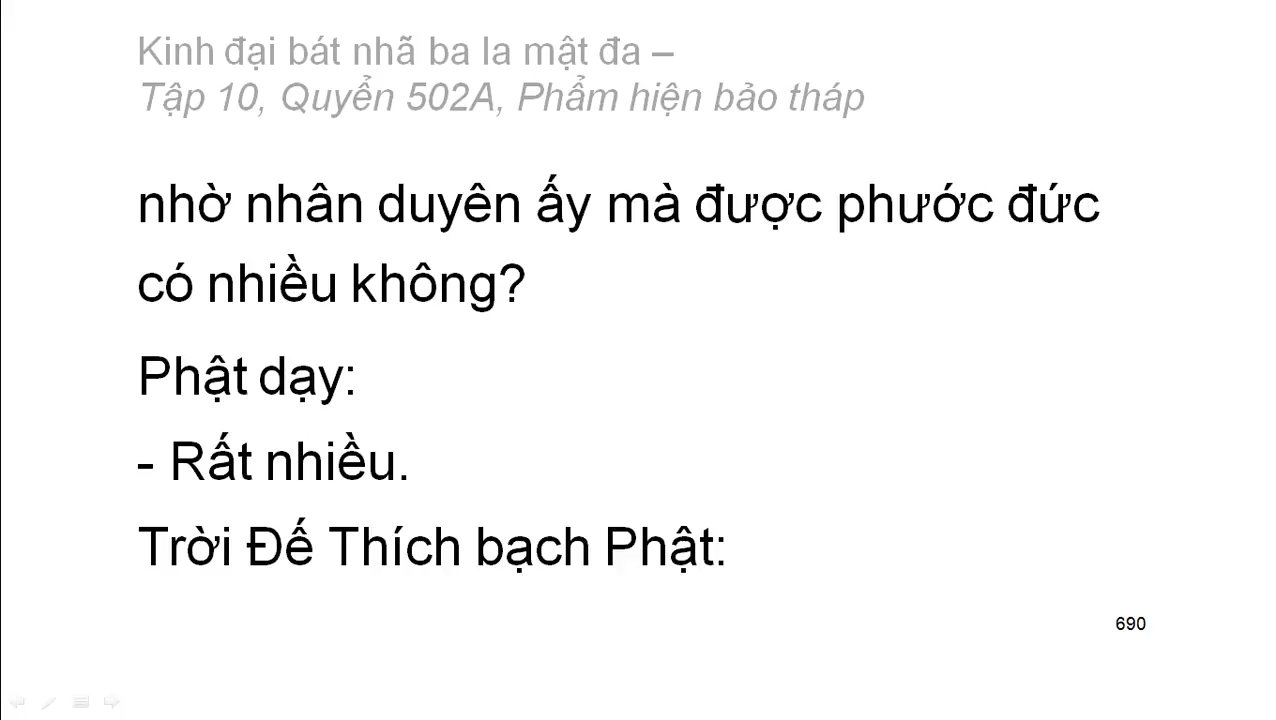 Kinh đại bát nhã ba la mật đa –
Tập 10, Quyển 502A, Phẩm hiện bảo tháp
nhờ nhân duyên ấy mà được phước đức
có nhiều không?
Phật dạy:
- Rất nhiều.
Trời Đế Thích bạch Phật:
690